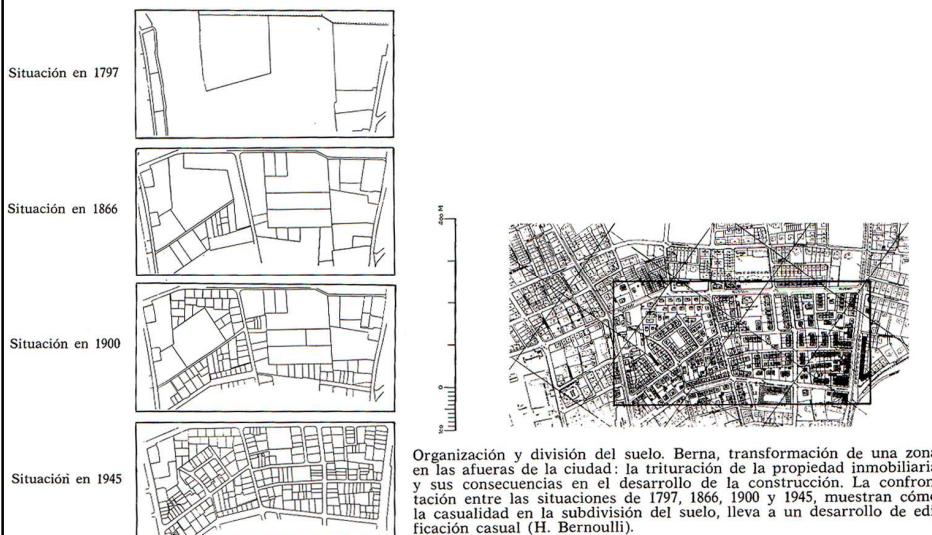 Situación en 1797
Situación en 1866
Situación en 1900
Situación en 1945
400 M
0
100
Organización y división del suelo. Berna, transformación de una zona
en las afueras de la ciudad: la trituración de la propiedad inmobiliaria
y sus consecuencias en el desarrollo de la construcción. La confron-
tación entre las situaciones de 1797, 1866, 1900 y 1945, muestran cómo
la casualidad en la subdivisión del suelo, lleva a un desarrollo de edi-
ficación casual (H. Bernoulli).